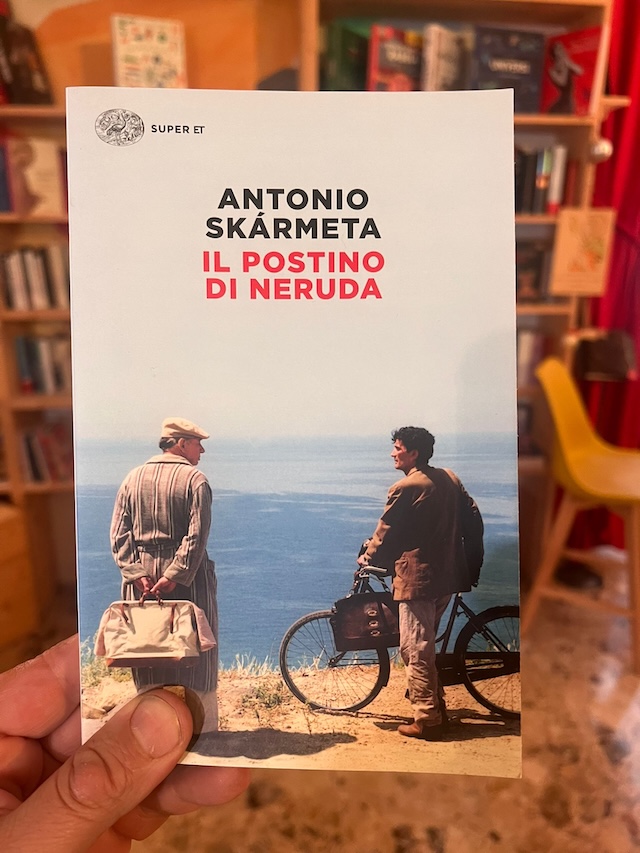 SUPER ET
ANTONIO
SKÁRMETA
IL POSTINO
DI NERUDA